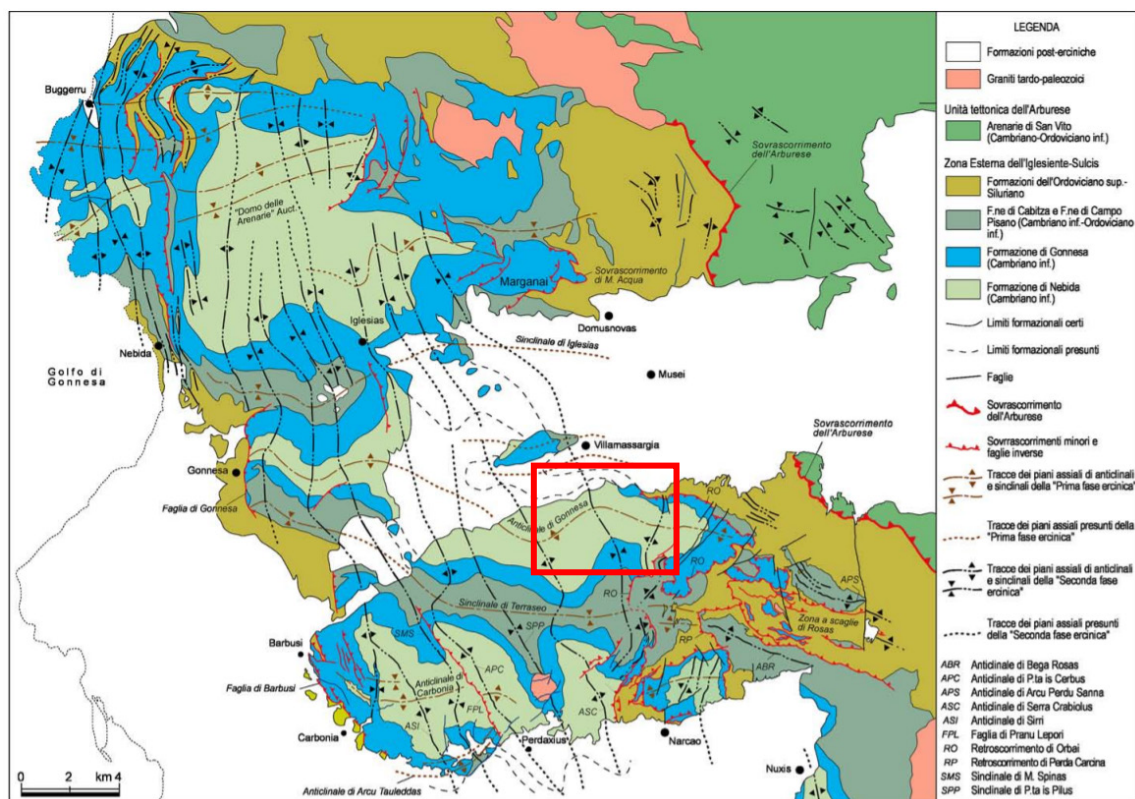 Buggerru
"Domo delle
Arenarie" Auct.
Sovrascorrimento
dell'Arburese
Marganai
Sovrascorrimento
di M. Acqua
Iglesias
Domusnovas
Nebida
Sinclinale di Iglesias
Golfo di
Gonnesa
Musei
Sovrascorrimento
dell'Arburese
Villamassargia
Gonnesa
Faglia di Gonnesa
Anticlinale di Gonnesa
RO
RO
RO
APS
Sinclinale di Terraseo
Zona a scaglie
di Rosas
SPP
SMS
RP
Barbusi
APC
ABR
Faglia di Barbusi
Anticlinale di
Carbonia
FPL
ASI
ASC
Carbonia
Perdaxius
Narcao
Nuxis
Anticlinale di Arcu Tauleddas
0 2 km 4
LEGENDA
Formazioni post-erciniche
Graniti tardo-paleozoici
Unità tettonica dell'Arburese
Arenarie di San Vito
(Cambriano-Ordoviciano inf.)
Zona Esterna dell'Iglesiente-Sulcis
Formazioni dell'Ordoviciano sup.-
Siluriano
F.ne di Cabitza e F.ne di Campo
Pisano (Cambriano inf.-Ordoviciano
inf.)
Formazione di Gonnesa
(Cambriano inf.)
Formazione di Nebida
(Cambriano inf.)
Limiti formazionali certi
Limiti formazionali presunti
Faglie
Sovrascorrimento
dell'Arburese
Sovrascorrimenti minori e
faglie inverse
Tracce dei piani assiali di anticlinali
e sinclinali della "Prima fase
ercinica"
Tracce dei piani assiali presunti della
"Prima fase ercinica"
Tracce dei piani assiali di anticlinali
e sinclinali della "Seconda fase
ercinica"
Tracce dei piani assiali presunti
della "Seconda fase ercinica"
ABR Anticlinale di Bega Rosas
APC Anticlinale di P.ta is Cerbus
APS Anticlinale di Arcu Perdu Sanna
ASC Anticlinale di Serra Crabiolus
ASI Anticlinale di Sirri
FPL Faglia di Pranu Lepori
RO Retroscorrimento di Orbai
RP Retroscorrimento di Perda Carcina
SMS Sinclinale di M. Spinas
SPP Sinclinale di P.ta is Pilus